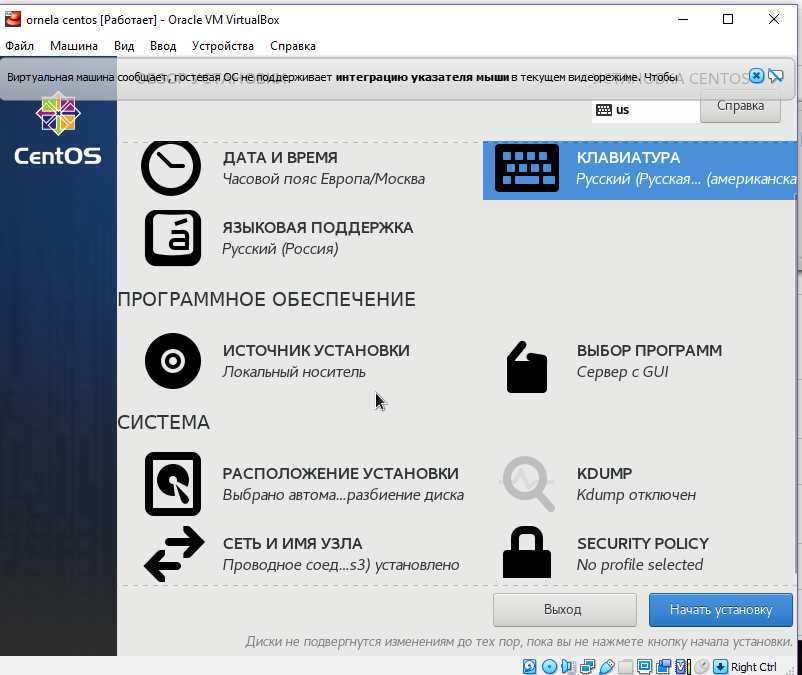 ornela centos [Работает] - Oracle VM VirtualBox
Файл Машина Вид Ввод Устройства Справка
ОБЗОР УСТАНОВКИ УСТАНОВКА CENTOS
Виртуальная машина сообщает, гостевая ОС не поддерживает интеграцию указателя мыши в текущем видеорежиме. Чтобы
us Справка
CentOS
ДАТА И ВРЕМЯ
Часовой пояс Европа/Москва
КЛАВИАТУРА
Русский (Русская... (американска
ЯЗЫКОВАЯ ПОДДЕРЖКА
Русский (Россия)
ПРОГРАММНОЕ ОБЕСПЕЧЕНИЕ
ИСТОЧНИК УСТАНОВКИ
Локальный носитель
ВЫБОР ПРОГРАММ
Сервер с GUI
СИСТЕМА
РАСПОЛОЖЕНИЕ УСТАНОВКИ
Выбрано автома...разбиение диска
KDUMP
Kdump отключен
СЕТЬ И ИМЯ УЗЛА
Проводное соед...s3) установлено
SECURITY POLICY
No profile selected
Выход Начать установку
Диски не подвергнутся изменениям до тех пор, пока вы не нажмете кнопку начала установки.
Right Ctrl